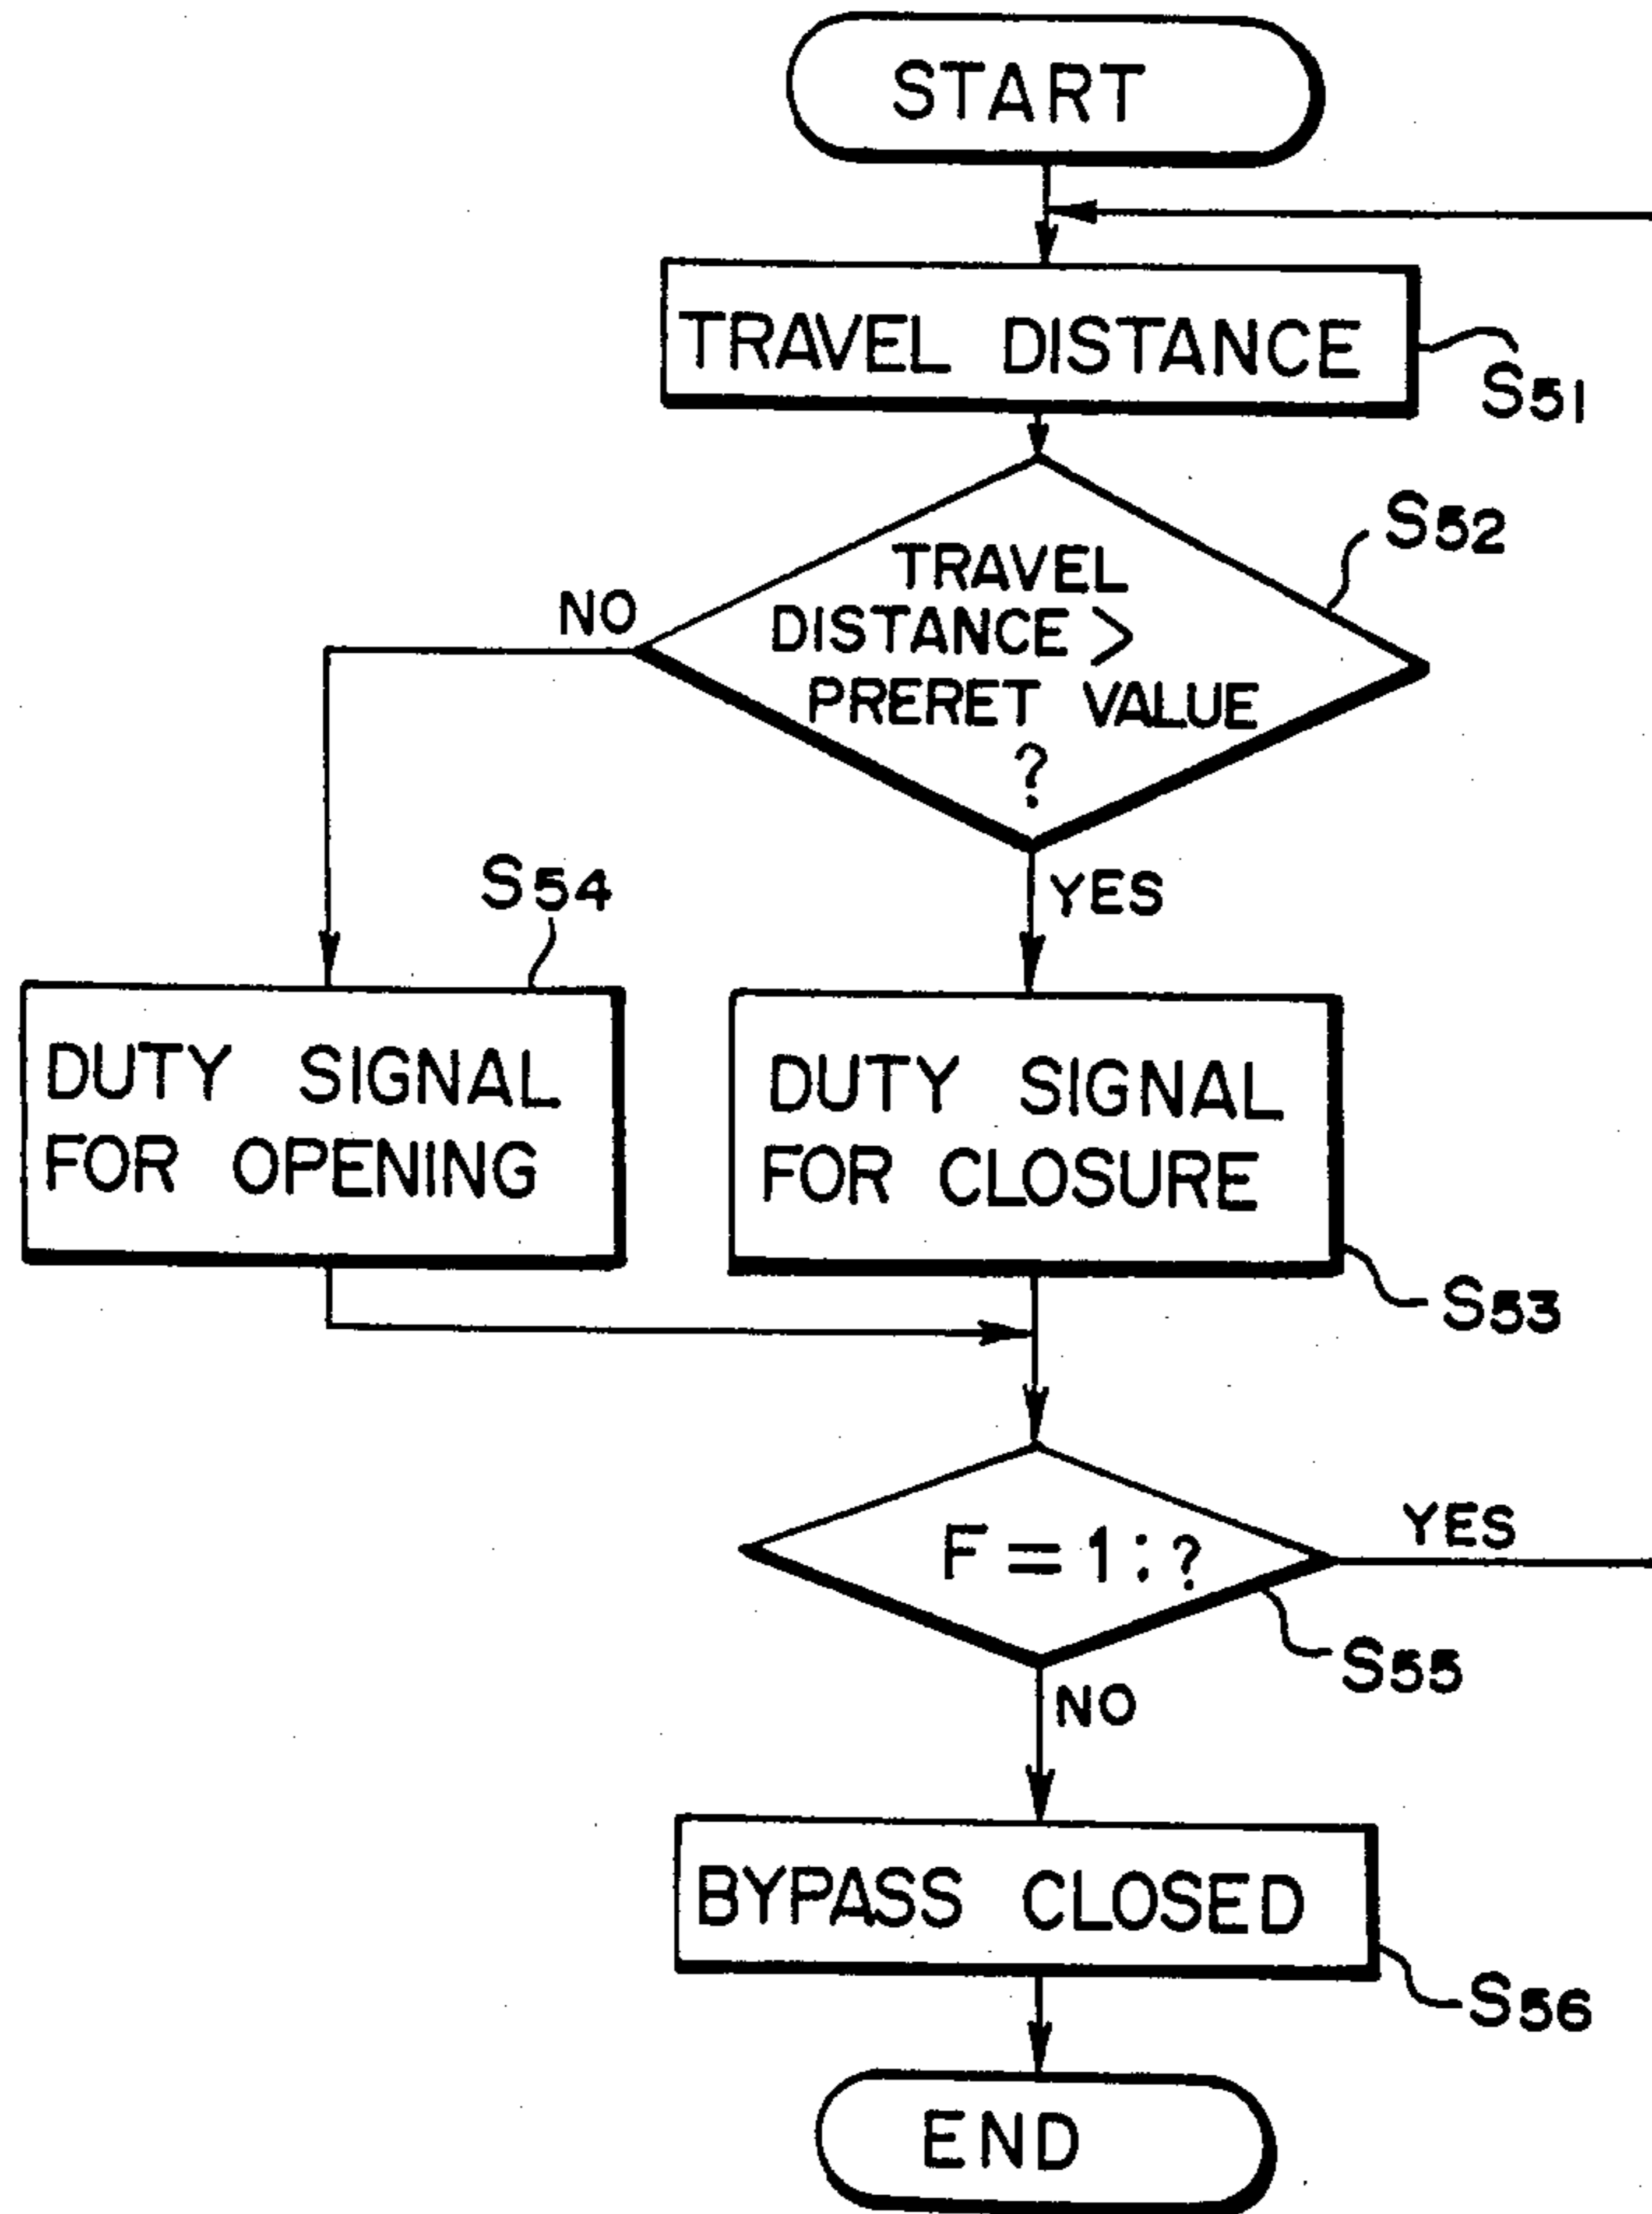 START
TRAVEL DISTANCE
S51
S52
TRAVEL
DISTANCE >
PRERET VALUE
?
NO
YES
S54
DUTY SIGNAL
FOR OPENING
DUTY SIGNAL
FOR CLOSURE
S53
F = 1 : ?
YES
S55
NO
BYPASS CLOSED
S56
END